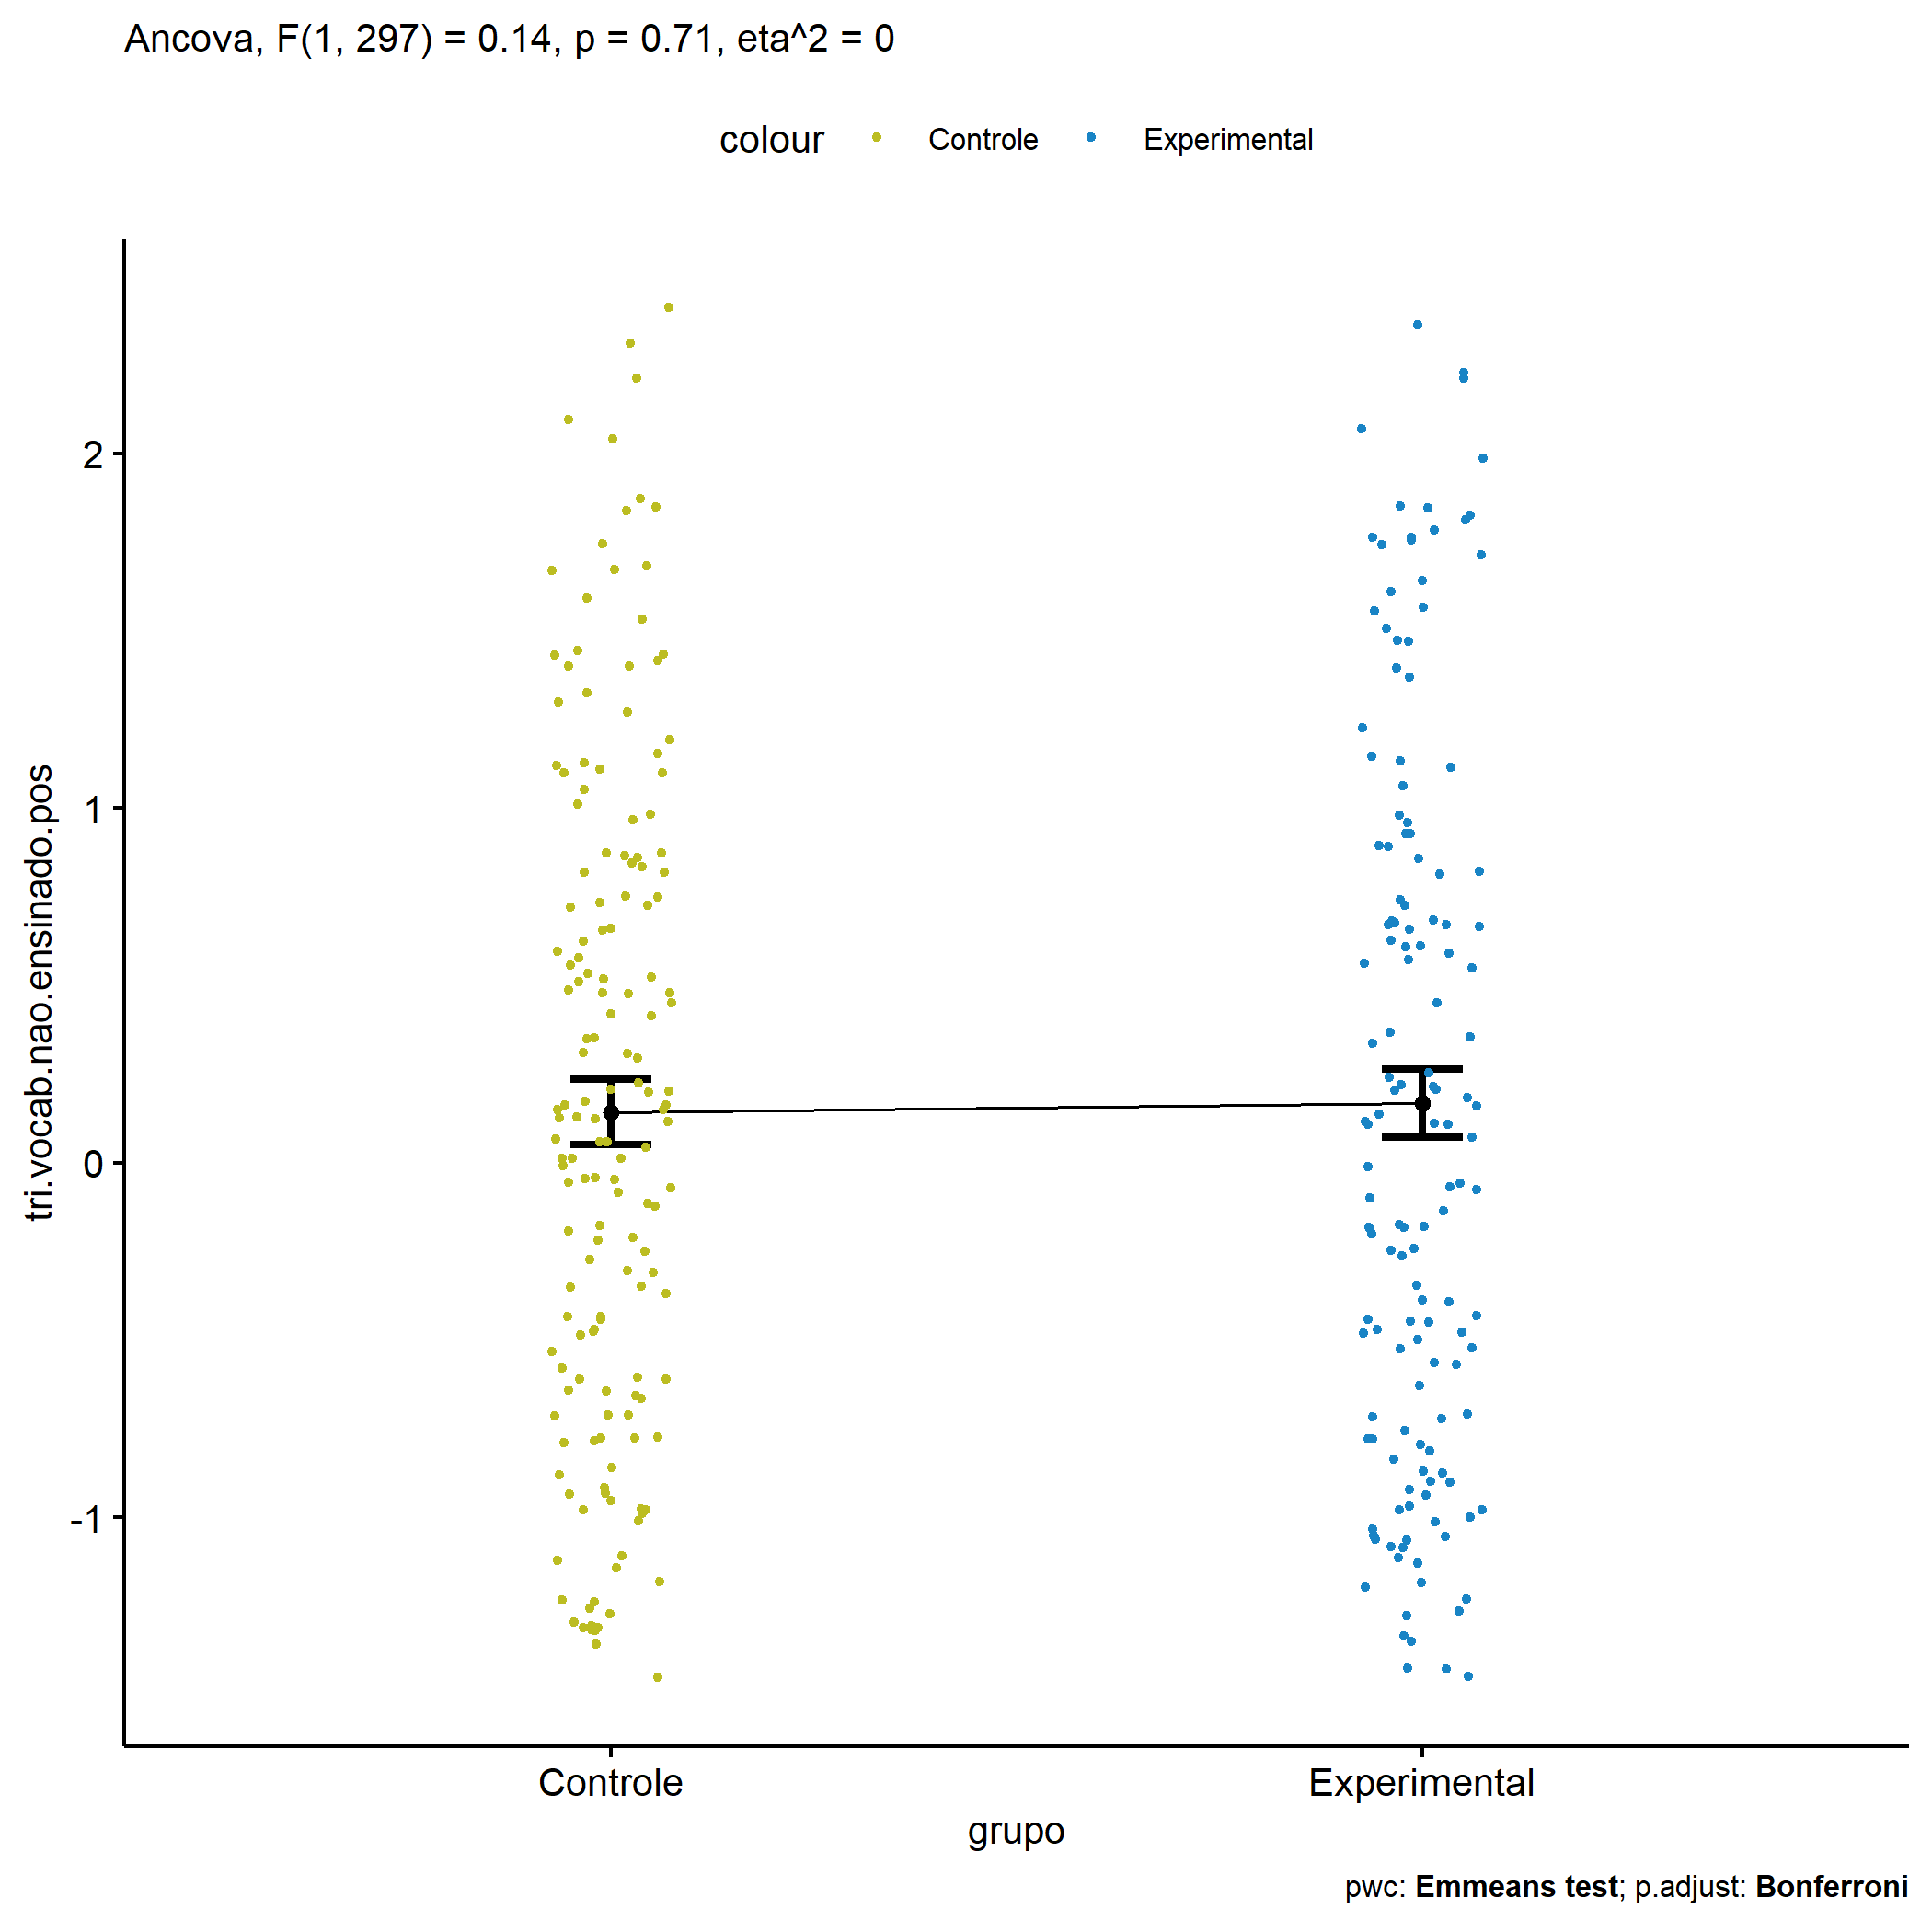 Ancova, F(1, 297) = 0.14, p = 0.71, eta^2 = 0
colour Controle Experimental
tri.vocab.nao.ensinado.pos
2
1
0
-1
Controle Experimental
grupo
pwc: Emmeans test; p.adjust: Bonferroni